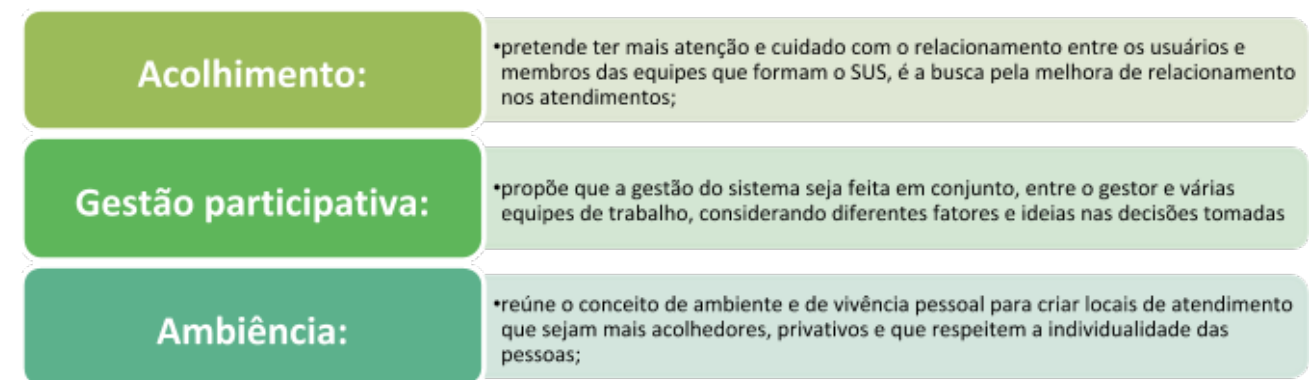 Acolhimento:
•pretende ter mais atenção e cuidado com o relacionamento entre os usuários e
membros das equipes que formam o SUS, é a busca pela melhora de relacionamento
nos atendimentos;
Gestão participativa:
•propõe que a gestão do sistema seja feita em conjunto, entre o gestor e várias
equipes de trabalho, considerando diferentes fatores e ideias nas decisões tomadas
Ambiência:
•reúne o conceito de ambiente e de vivência pessoal para criar locais de atendimento
que sejam mais acolhedores, privativos e que respeitem a individualidade das
pessoas;